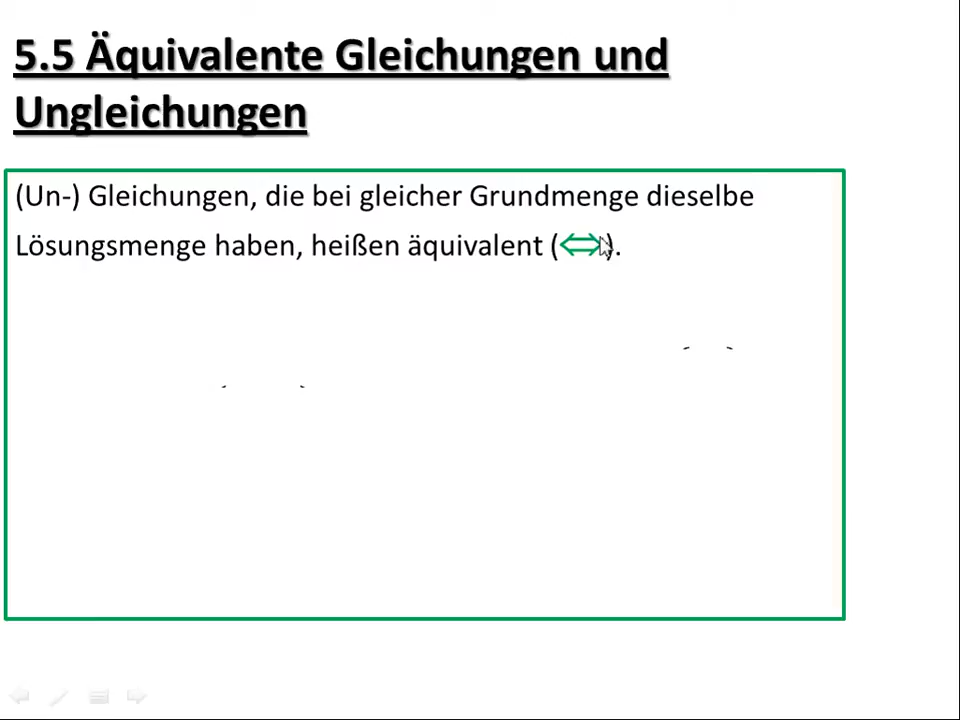 5.5 Äquivalente Gleichungen und
Ungleichungen
(Un-) Gleichungen, die bei gleicher Grundmenge dieselbe
Lösungsmenge haben, heißen äquivalent (⇔).